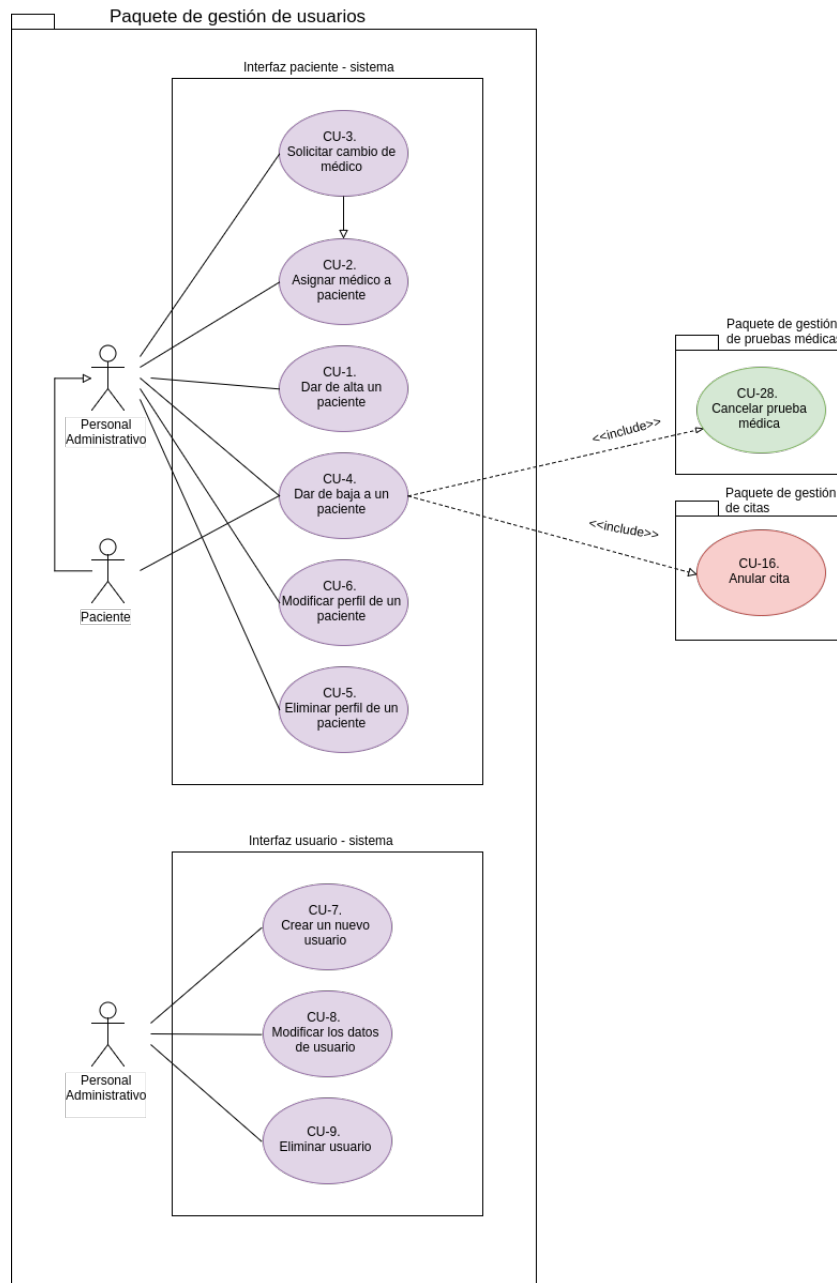 Paquete de gestión de usuarios
Interfaz paciente - sistema
CU-3.
Solicitar cambio de
médico
CU-2.
Asignar médico a
paciente
Personal
Administrativo
CU-1.
Dar de alta un
paciente
CU-4.
Dar de baja a un
paciente
Paciente
CU-6.
Modificar perfil de un
paciente
CU-5.
Eliminar perfil de un
paciente
<<include>>
<<include>>
Paquete de gestión
de pruebas médicas
CU-28.
Cancelar prueba
médica
Paquete de gestión
de citas
CU-16.
Anular cita
Interfaz usuario - sistema
CU-7.
Crear un nuevo
usuario
Personal
Administrativo
CU-8.
Modificar los datos
de usuario
CU-9.
Eliminar usuario